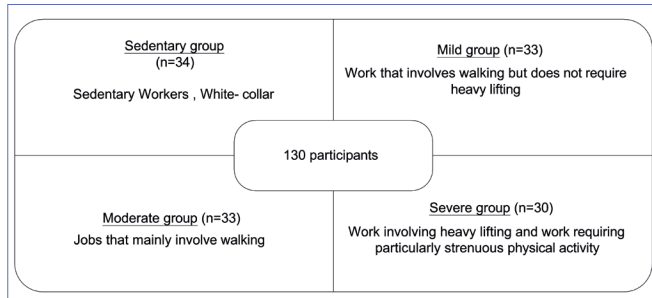 Sedentary group
(n=34)
Sedentary Workers , White- collar
Mild group (n=33)
Work that involves walking but does not require
heavy lifting
130 participants
Moderate group (n=33)
Jobs that mainly involve walking
Severe group (n=30)
Work involving heavy lifting and work requiring
particularly strenuous physical activity